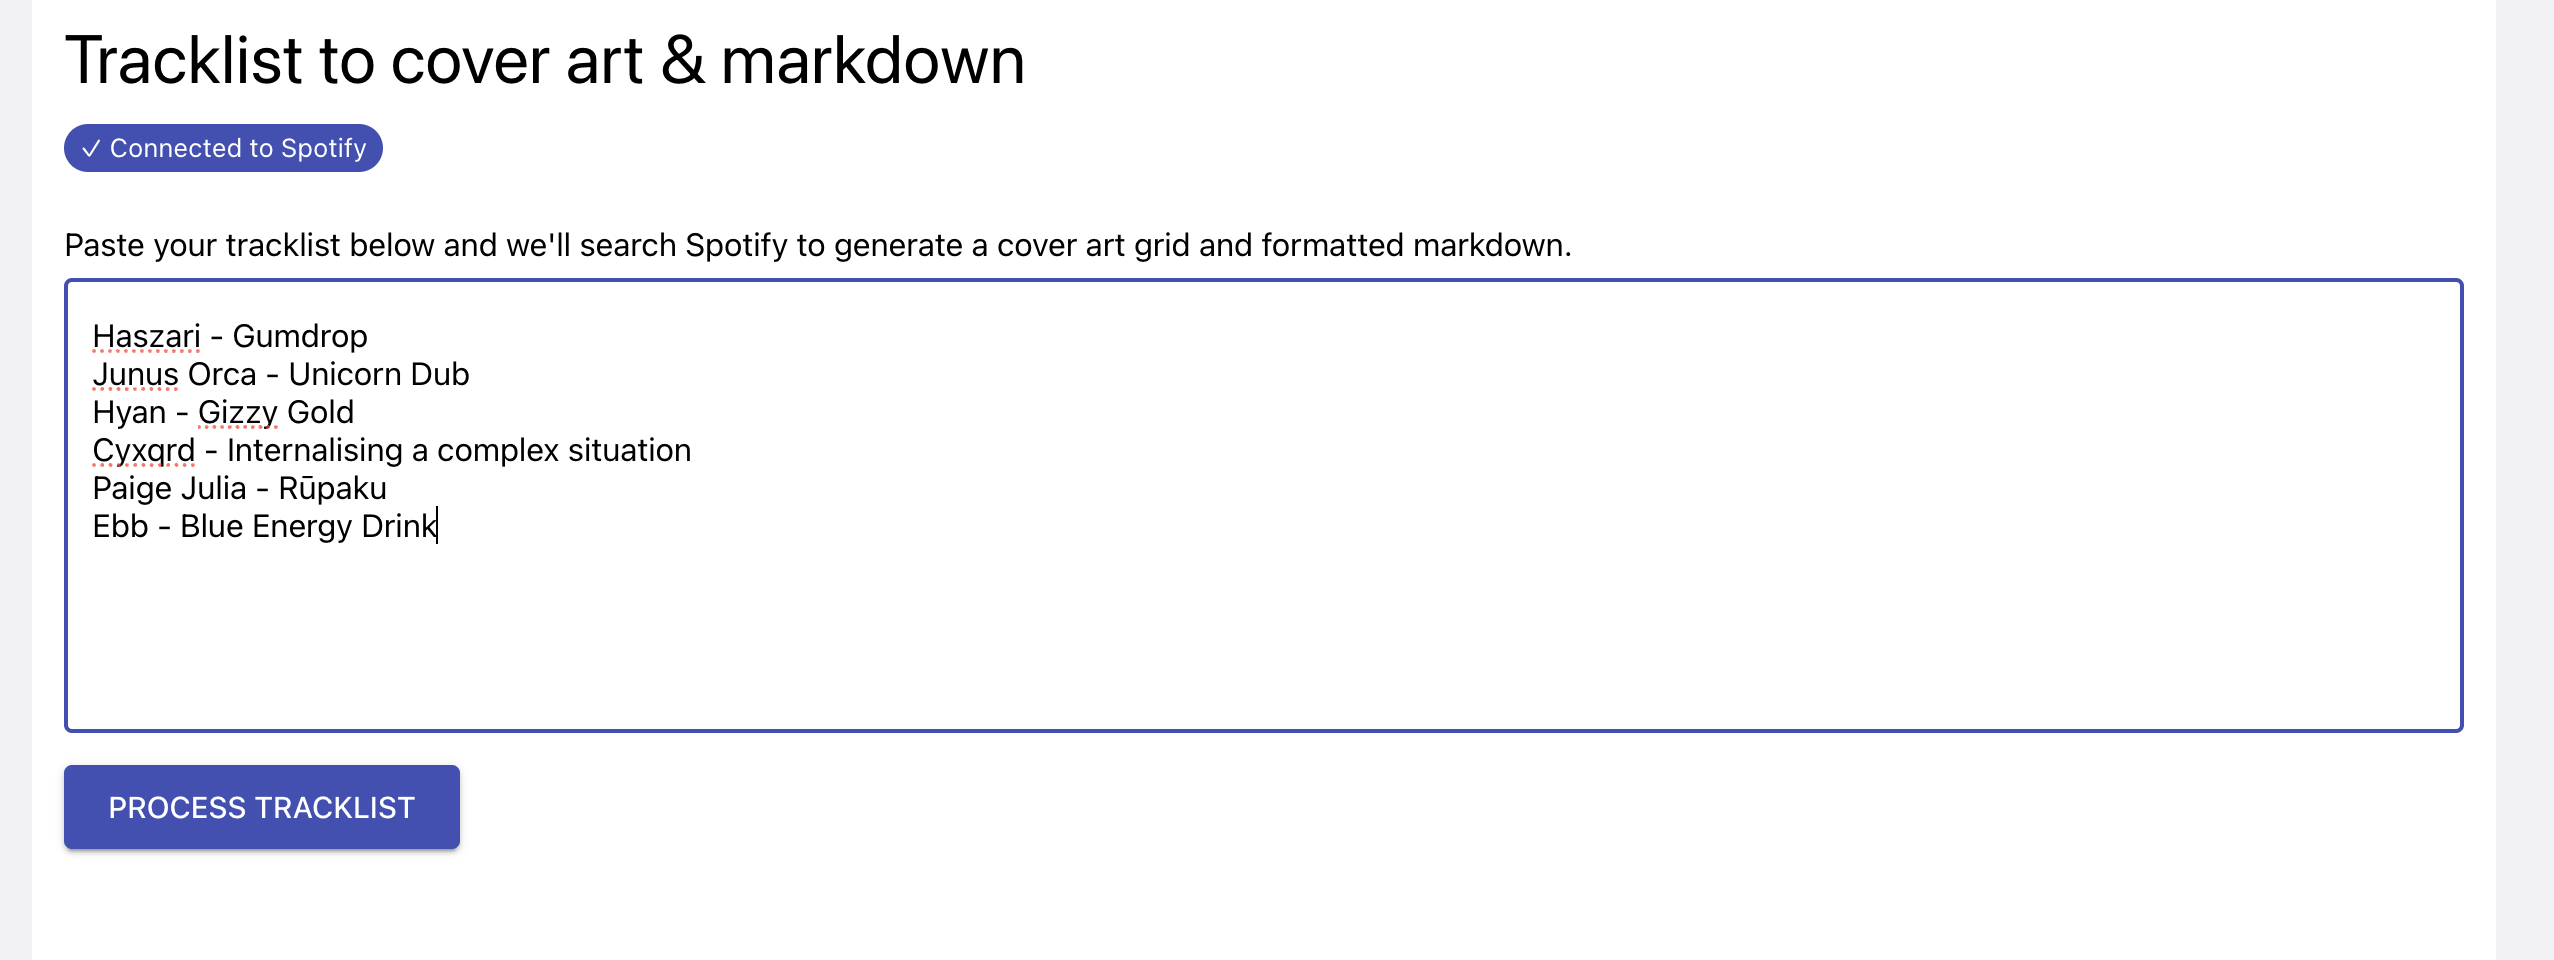 Tracklist to cover art & markdown
✓ Connected to Spotify
Paste your tracklist below and we'll search Spotify to generate a cover art grid and formatted markdown.
Haszari - Gumdrop
Junus Orca - Unicorn Dub
Hyan - Gizzy Gold
Cyxqrd - Internalising a complex situation
Paige Julia - Rūpaku
Ebb - Blue Energy Drink
PROCESS TRACKLIST